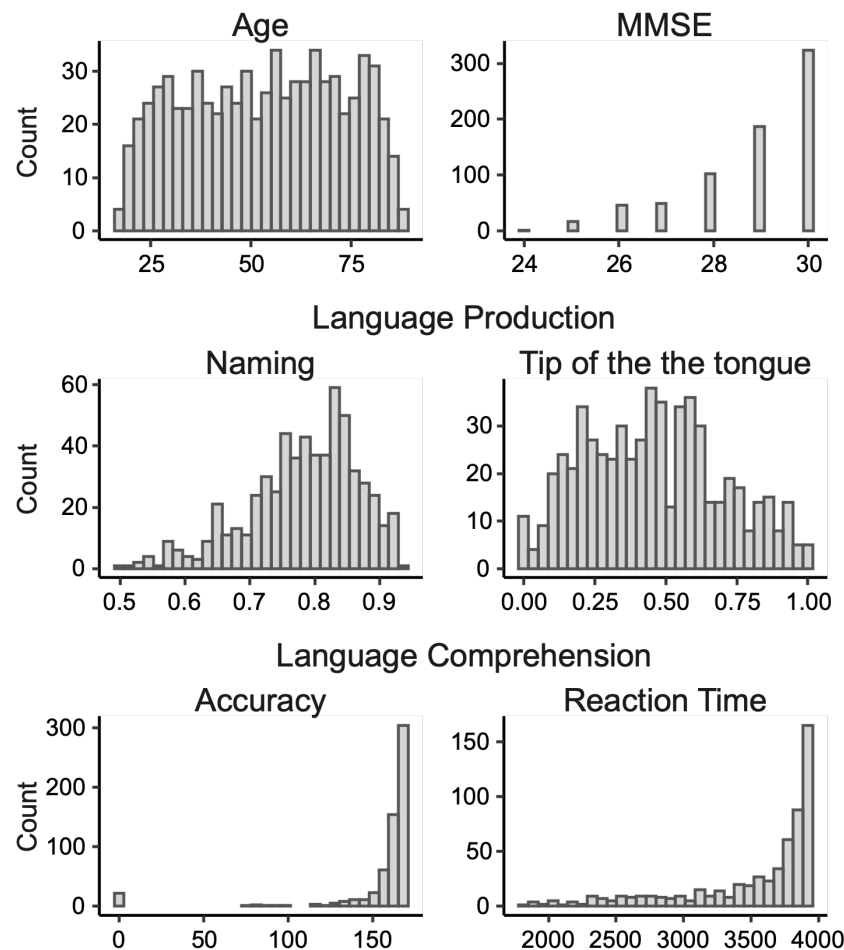 Age MMSE
Count
30
20
10
0
25 50 75
300
200
100
0
24 26 28 30
Language Production
Naming Tip of the the tongue
Count
60
40
20
0
0.5 0.6 0.7 0.8 0.9
30
20
10
0
0.00 0.25 0.50 0.75 1.00
Language Comprehension
Accuracy Reaction Time
Count
300
200
100
0
0 50 100 150
150
100
50
0
2000 2500 3000 3500 4000